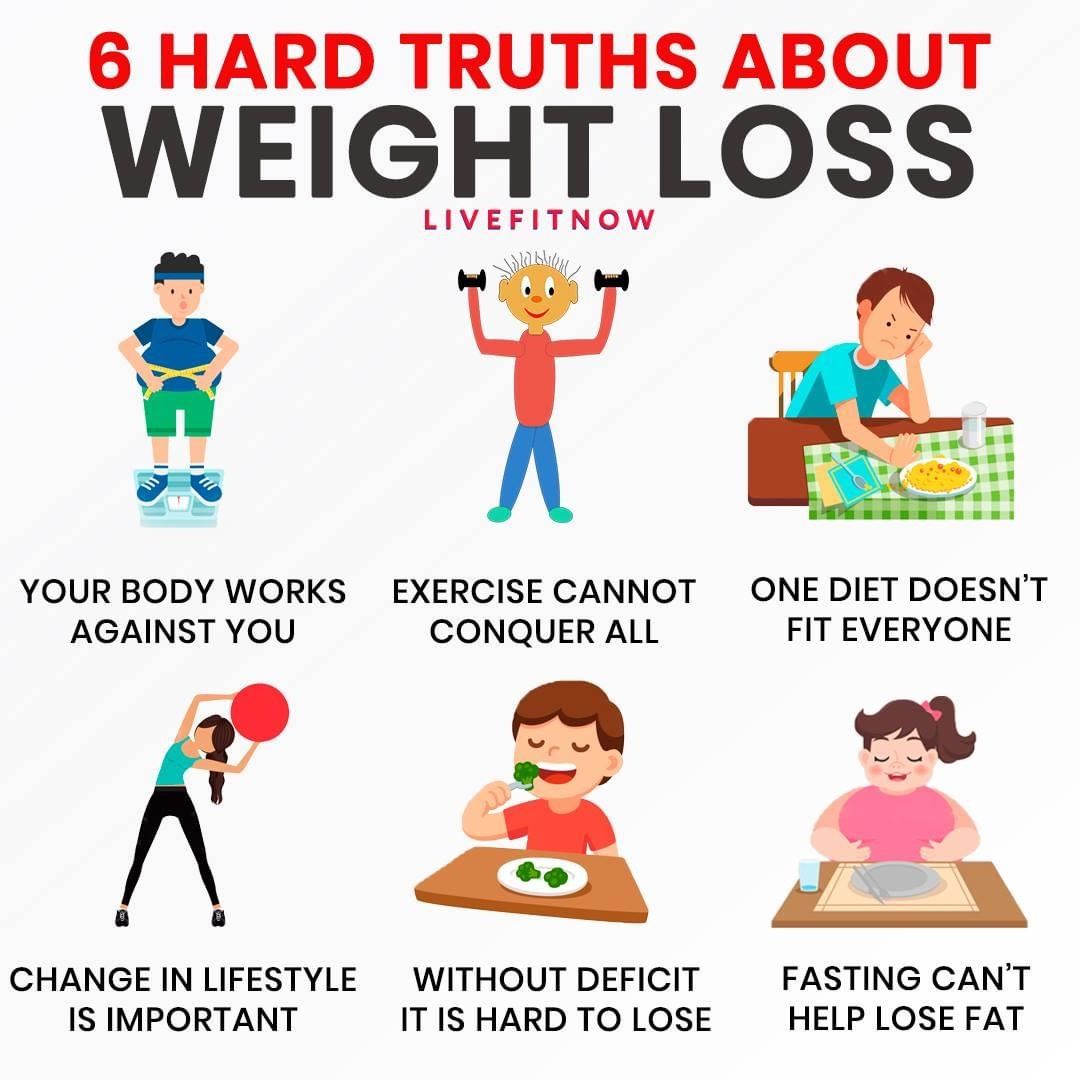 6 HARD TRUTHS ABOUT
WEIGHT LOSS
LIVEFITNOW
YOUR BODY WORKS
AGAINST YOU
EXERCISE CANNOT
CONQUER ALL
ONE DIET DOESN'T
FIT EVERYONE
CHANGE IN LIFESTYLE
IS IMPORTANT
WITHOUT DEFICIT
IT IS HARD TO LOSE
FASTING CAN'T
HELP LOSE FAT